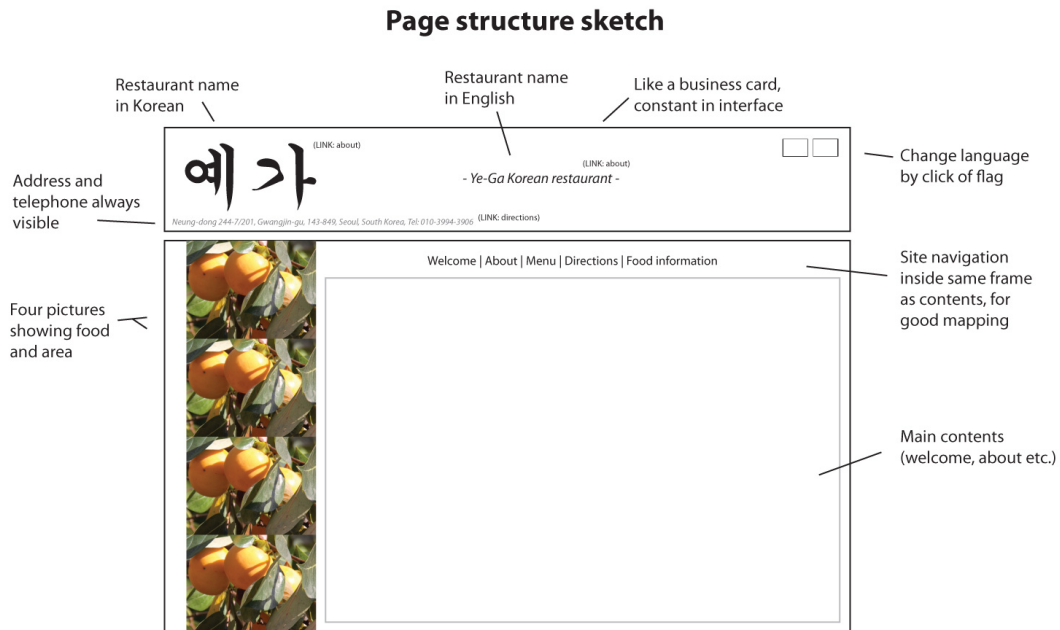 Page structure sketch
Restaurant name
in Korean
Restaurant name
in English
Like a business card,
constant in interface
예가
(LINK: about)
(LINK: about)
- Ye-Ga Korean restaurant -
Change language
by click of flag
Address and
telephone always
visible
Neung-dong 244-7/201, Gwangjin-gu, 143-849, Seoul, South Korea, Tel: 010-3994-3906
(LINK: directions)
Welcome | About | Menu | Directions | Food information
Site navigation
inside same frame
as contents, for
good mapping
Four pictures
showing food
and area
Main contents
(welcome, about etc.)